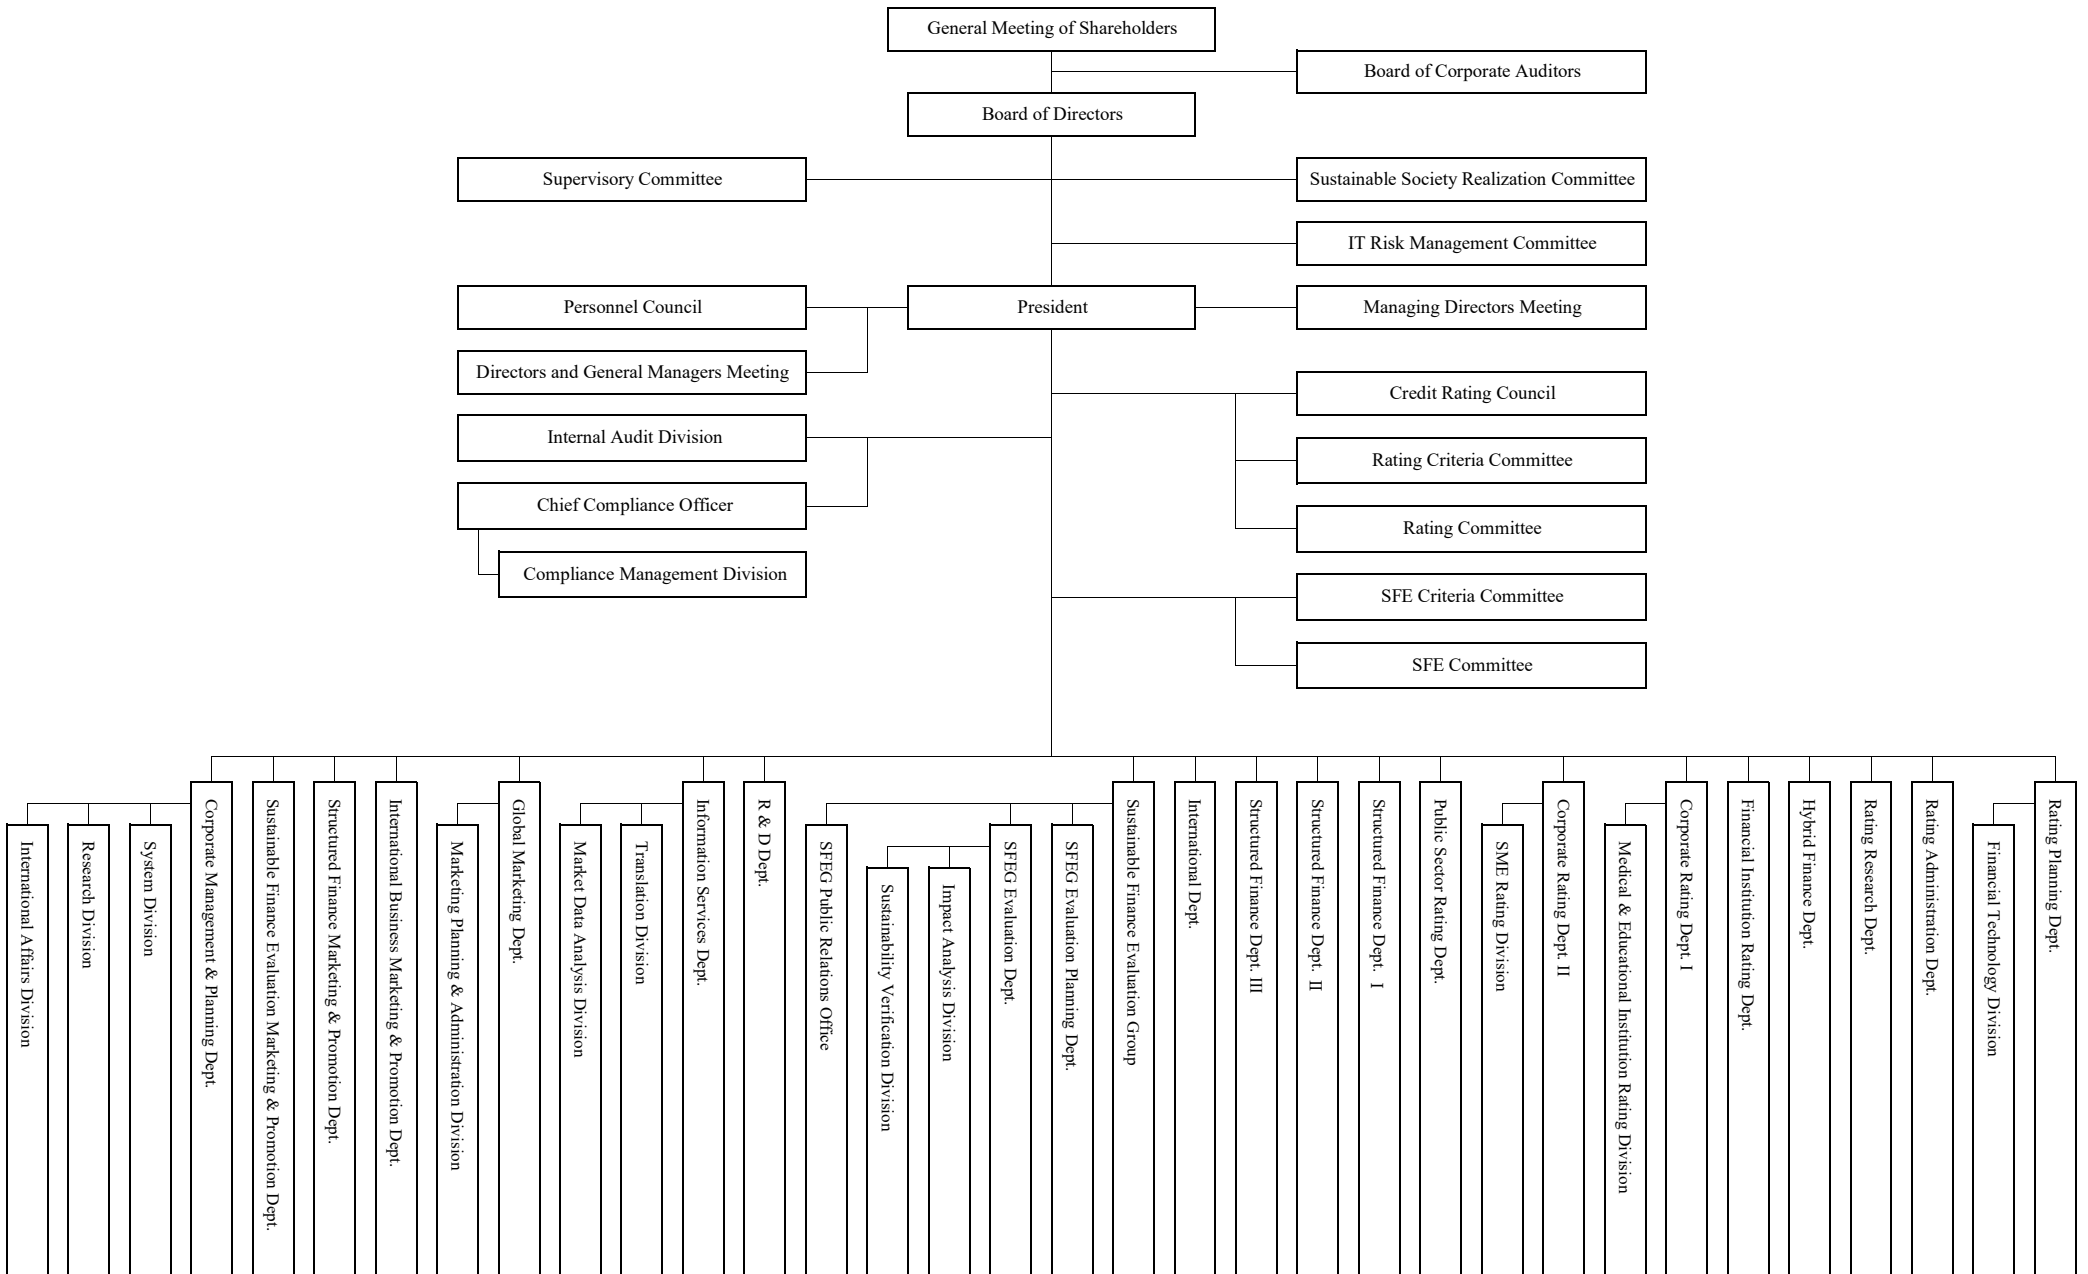 General Meeting of Shareholders
Board of Corporate Auditors
Board of Directors
Supervisory Committee
Sustainable Society Realization Committee
IT Risk Management Committee
Personnel Council
President
Managing Directors Meeting
Directors and General Managers Meeting
Credit Rating Council
Internal Audit Division
Rating Criteria Committee
Chief Compliance Officer
Rating Committee
Compliance Management Division
SFE Criteria Committee
SFE Committee
International Affairs Division
Research Division
System Division
Corporate Management & Planning Dept.
Sustainable Finance Evaluation Marketing & Promotion Dept.
Structured Finance Marketing & Promotion Dept.
International Business Marketing & Promotion Dept.
Marketing Planning & Administration Division
Global Marketing Dept.
Market Data Analysis Division
Translation Division
Information Services Dept.
R & D Dept.
SFEG Public Relations Office
Sustainability Verification Division
Impact Analysis Division
SFEG Evaluation Dept.
SFEG Evaluation Planning Dept.
Sustainable Finance Evaluation Group
International Dept.
Structured Finance Dept. III
Structured Finance Dept. II
Structured Finance Dept. I
Public Sector Rating Dept.
SME Rating Division
Corporate Rating Dept. II
Medical & Educational Institution Rating Division
Corporate Rating Dept. I
Financial Institution Rating Dept.
Hybrid Finance Dept.
Rating Research Dept.
Rating Administration Dept.
Financial Technology Division
Rating Planning Dept.